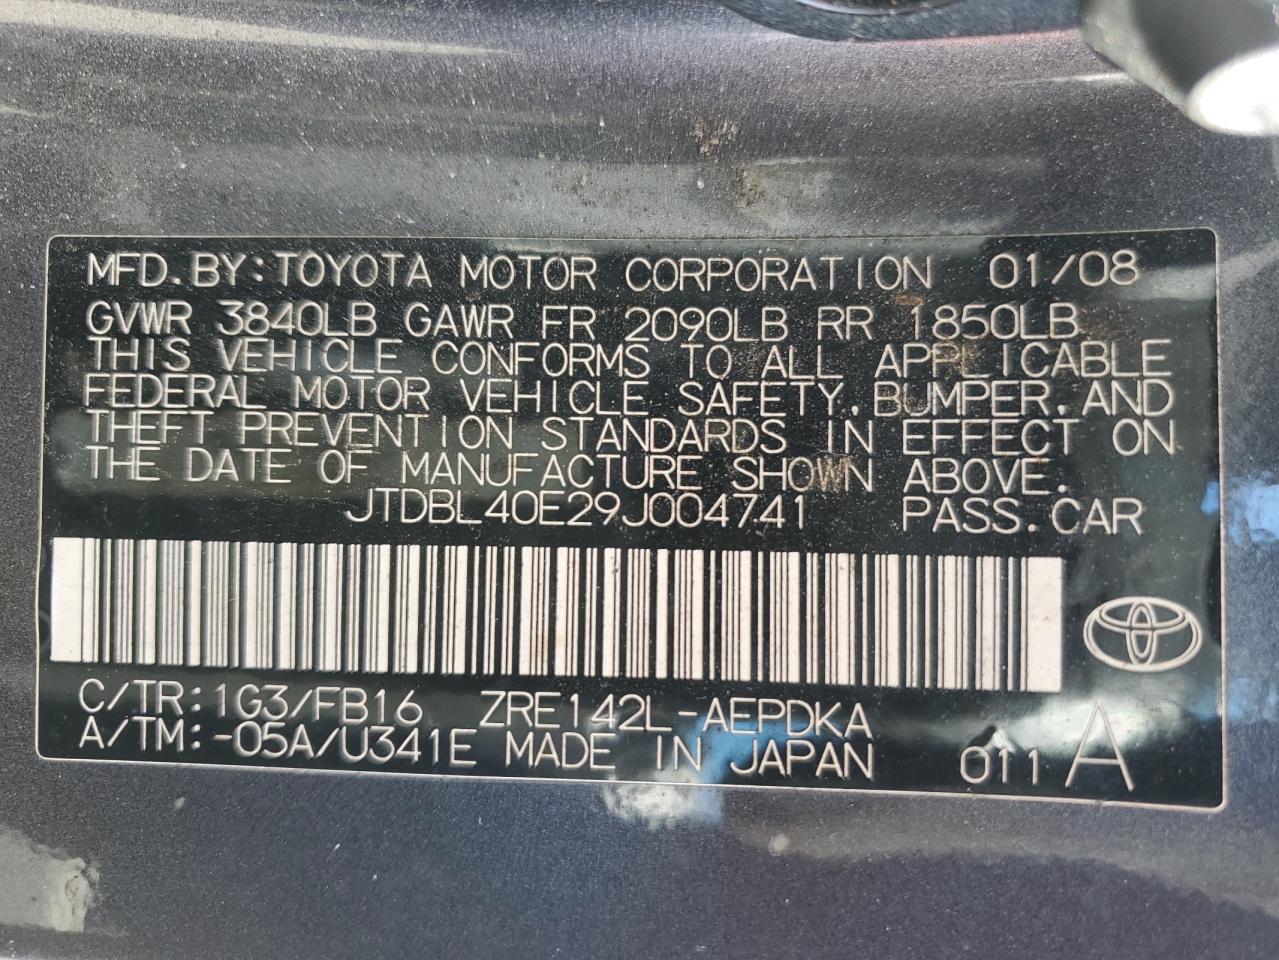 MFD.BY:TOYOTA MOTOR CORPORATION 01/08
GVWR 3840LB GAWR FR 2090LB RR 1850LB
THIS VEHICLE CONFORMS TO ALL APPLICABLE
FEDERAL MOTOR VEHICLE SAFETY,BUMPER,AND
THEFT PREVENTION STANDARDS IN EFFECT ON
THE DATE OF MANUFACTURE SHOWN ABOVE.
JTDBL40E29J004741 PASS.CAR
C/TR:1G3/FB16 ZRE142L-AEPDKA
A/TM:-05A/U341E MADE IN JAPAN 011 A